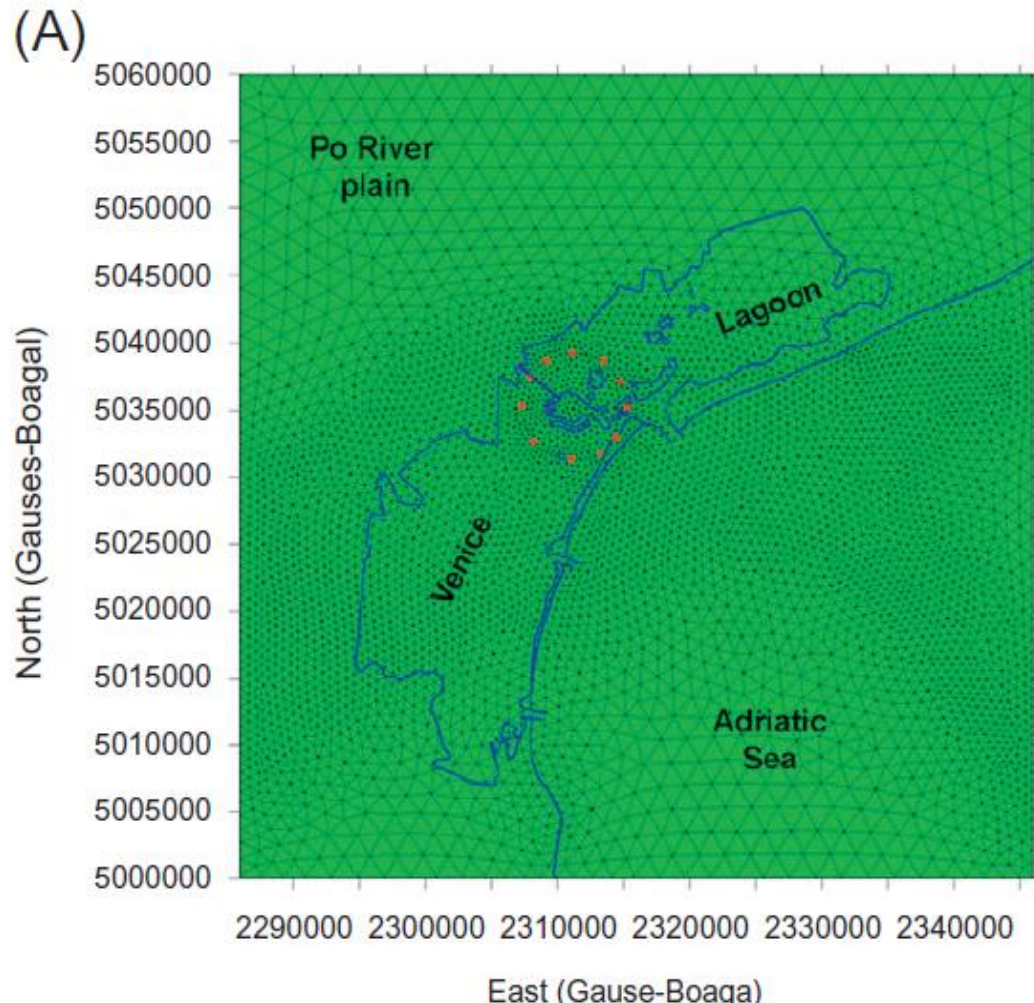 (A)
5060000
5055000
5050000
5045000
5040000
5035000
5030000
5025000
5020000
5015000
5010000
5005000
5000000
North (Gauses-Boagal)
Po River
plain
Lagoon
Venice
Adriatic
Sea
2290000 2300000 2310000 2320000 2330000 2340000
East (Gause-Boaga)